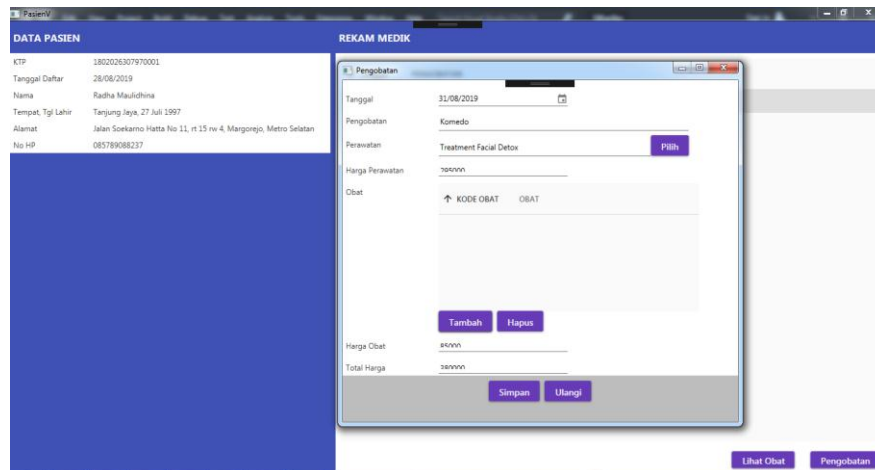 PasienV
DATA PASIEN
REKAM MEDIK
KTP 1802026307970001
Tanggal Daftar 28/08/2019
Nama Radha Maulidhina
Tempat, Tgl Lahir Tanjung Jaya, 27 Juli 1997
Alamat Jalan Soekarno Hatta No 11, rt 15 rw 4, Margorejo, Metro Selatan
No HP 085789088237
Pengobatan
Tanggal 31/08/2019
Pengobatan Komedo
Perawatan Treatment Facial Detox Pilih
Harga Perawatan
Obat
↑ KODE OBAT OBAT
Tambah Hapus
Harga Obat 85000
Total Harga 280000
Simpan Ulangi
Lihat Obat Pengobatan